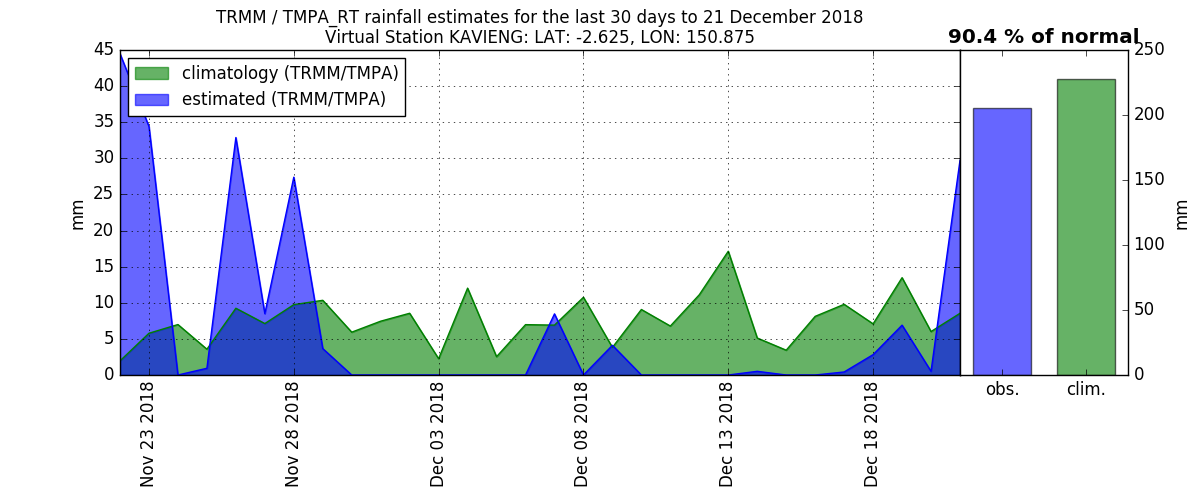 TRMM / TMPA_RT rainfall estimates for the last 30 days to 21 December 2018
Virtual Station KAVIENG: LAT: -2.625, LON: 150.875
90.4 % of normal
climatology (TRMM/TMPA)
estimated (TRMM/TMPA)
45
40
35
30
25
20
15
10
5
0
mm
Nov 23 2018
Nov 28 2018
Dec 03 2018
Dec 08 2018
Dec 13 2018
Dec 18 2018
250
200
150
100
50
0
mm
obs.
clim.